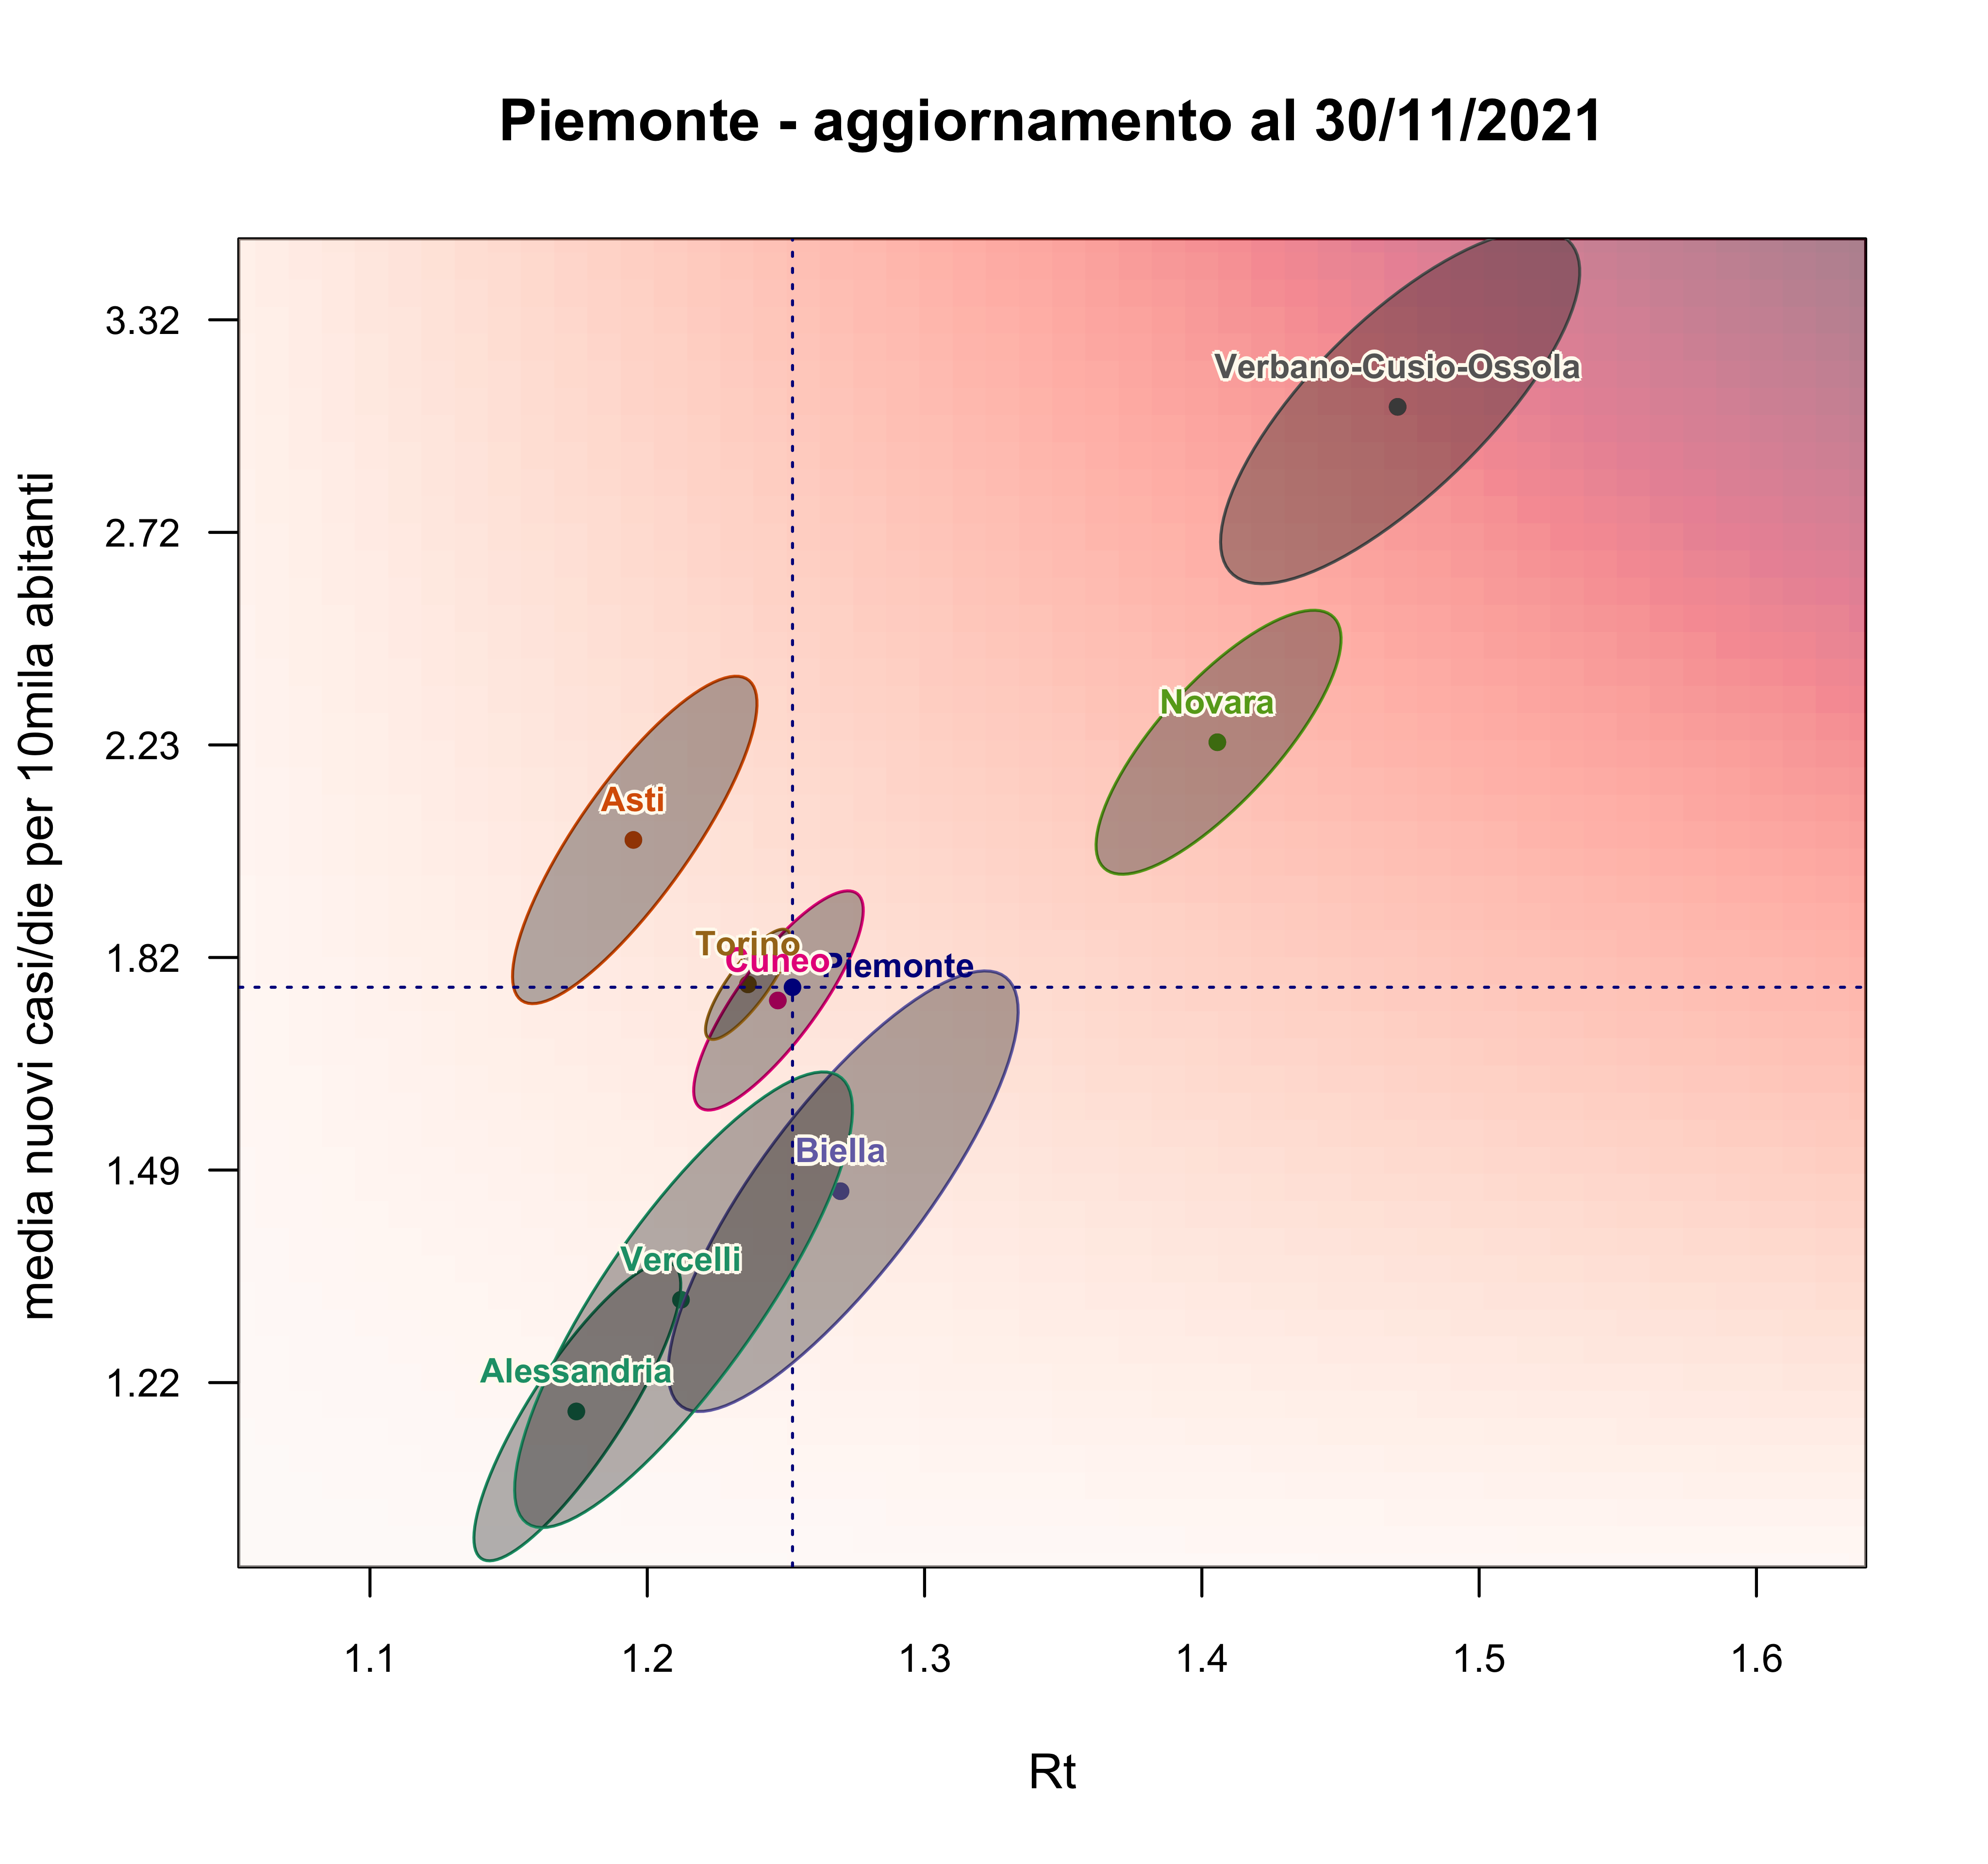 Piemonte - aggiornamento al 30/11/2021
media nuovi casi/die per 10mila abitanti
3.32
2.72
2.23
1.82
1.49
1.22
Verbano-Cusio-Ossola
Novara
Asti
Torino
Cuneo
Piemonte
Biella
Vercelli
Alessandria
1.1 1.2 1.3 1.4 1.5 1.6
Rt